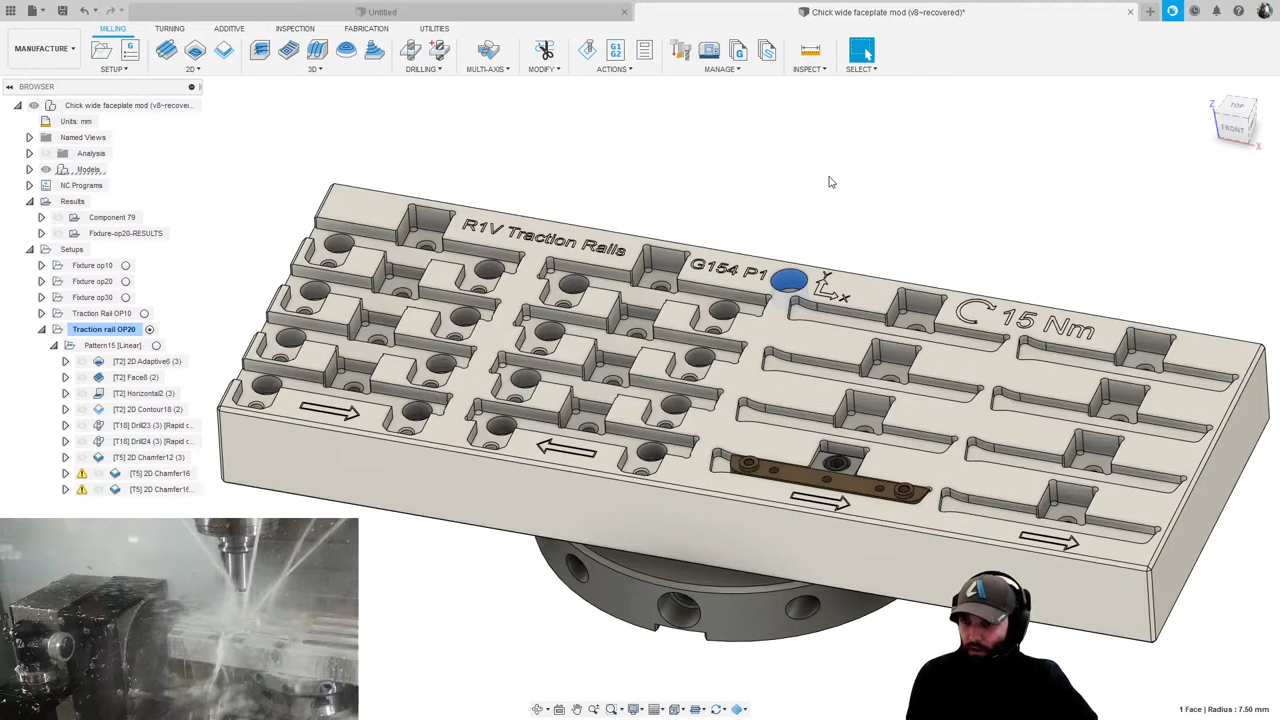 Untitled
Chick wide faceplate mod (v8~recovered)*
MANUFACTURE
MILLING TURNING ADDITIVE INSPECTION FABRICATION UTILITIES
SETUP 2D 3D DRILLING MULTI-AXIS MODIFY ACTIONS MANAGE INSPECT SELECT
G1
G2
BROWSER
Chick wide faceplate mod (v8~recover...
Units: mm
Named Views
Analysis
Models
NC Programs
Results
Component 79
Fixture-op20-RESULTS
Setups
Fixture op10
Fixture op20
Fixture op30
Traction Rail OP10
Traction rail OP20
Pattern15 [Linear]
[T2] 2D Adaptive6 (3)
[T2] Face8 (2)
[T2] Horizontal2 (3)
[T2] 2D Contour18 (2)
[T18] Drill23 (3) [Rapid c...
[T18] Drill24 (3) [Rapid c...
[T5] 2D Chamfer12 (3)
[T5] 2D Chamfer16
[T5] 2D Chamfer16...
TOP
FRONT
Z
X
R1V Traction Rails
G154 P1
Y
X
15 Nm
1 Face | Radius : 7.50 mm